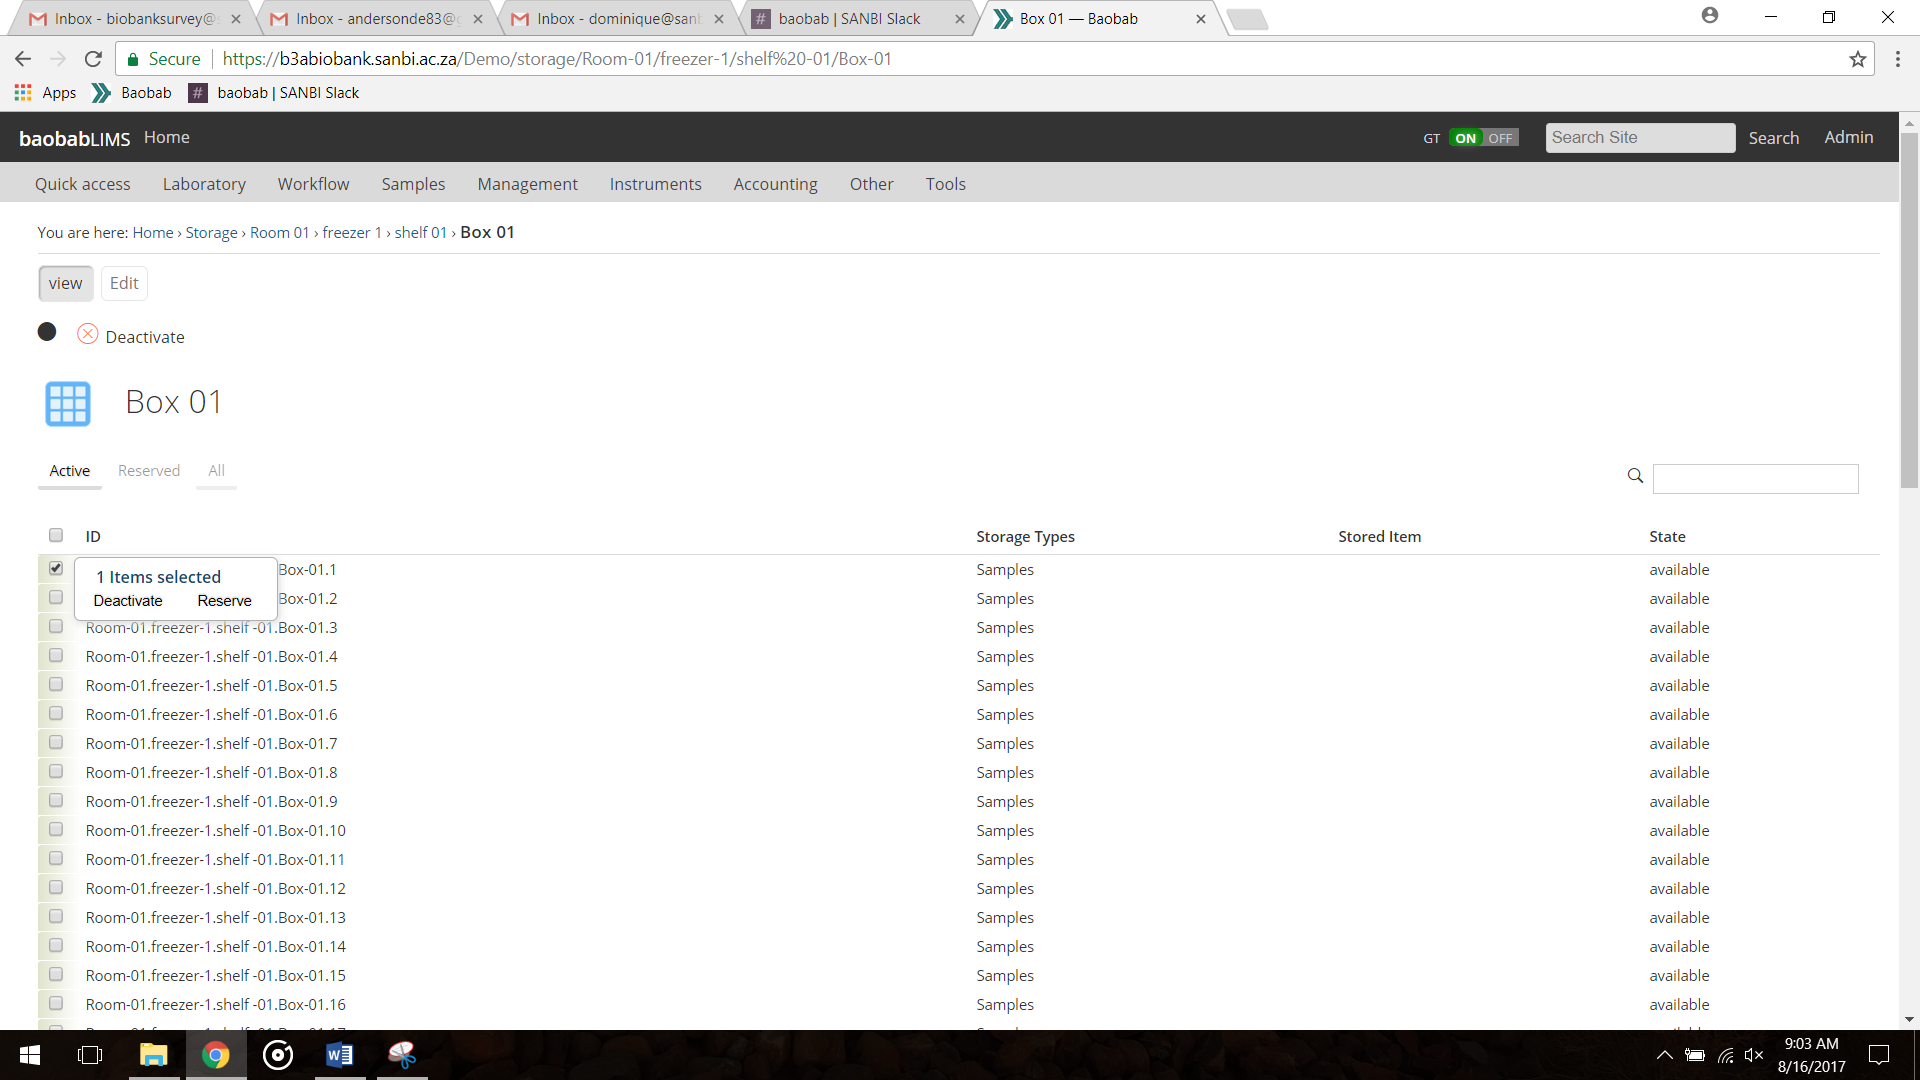 Inbox - biobanksurvey@s
Inbox - andersonde83@g
Inbox - dominique@sanb
baobab | SANBI Slack
Box 01 — Baobab
Secure https://b3abiobank.sanbi.ac.za/Demo/storage/Room-01/freezer-1/shelf%20-01/Box-01
Apps Baobab # baobab | SANBI Slack
baobabLIMS Home GT ON OFF Search Site Search Admin
Quick access Laboratory Workflow Samples Management Instruments Accounting Other Tools
You are here: Home › Storage › Room 01 › freezer 1 › shelf 01 › Box 01
view Edit
Deactivate
Box 01
Active Reserved All
ID Storage Types Stored Item State
1 Items selected
Deactivate Reserve
Box-01.1 Samples available
Box-01.2 Samples available
Room-01.freezer-1.shelf -01.Box-01.3 Samples available
Room-01.freezer-1.shelf -01.Box-01.4 Samples available
Room-01.freezer-1.shelf -01.Box-01.5 Samples available
Room-01.freezer-1.shelf -01.Box-01.6 Samples available
Room-01.freezer-1.shelf -01.Box-01.7 Samples available
Room-01.freezer-1.shelf -01.Box-01.8 Samples available
Room-01.freezer-1.shelf -01.Box-01.9 Samples available
Room-01.freezer-1.shelf -01.Box-01.10 Samples available
Room-01.freezer-1.shelf -01.Box-01.11 Samples available
Room-01.freezer-1.shelf -01.Box-01.12 Samples available
Room-01.freezer-1.shelf -01.Box-01.13 Samples available
Room-01.freezer-1.shelf -01.Box-01.14 Samples available
Room-01.freezer-1.shelf -01.Box-01.15 Samples available
Room-01.freezer-1.shelf -01.Box-01.16 Samples available
9:03 AM
8/16/2017